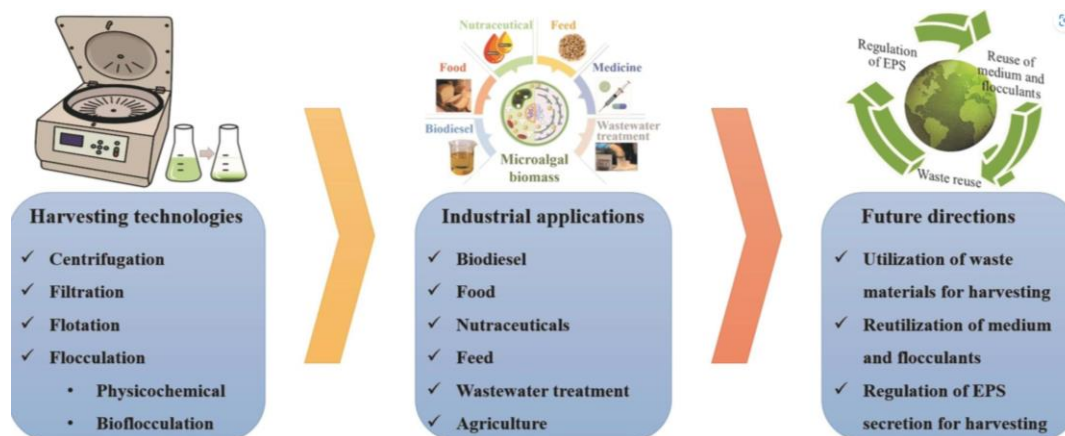 Nutraceutical
Feed
Food
Medicine
Biodiesel
Wastewater
treatment
Microalgal
biomass
Regulation
of EPS
Reuse of
medium and
flocculants
Waste reuse
Harvesting technologies
✓ Centrifugation
✓ Filtration
✓ Flotation
✓ Flocculation
• Physicochemical
• Bioflocculation
Industrial applications
✓ Biodiesel
✓ Food
✓ Nutraceuticals
✓ Feed
✓ Wastewater treatment
✓ Agriculture
Future directions
✓ Utilization of waste
materials for harvesting
✓ Reutilization of medium
and flocculants
✓ Regulation of EPS
secretion for harvesting